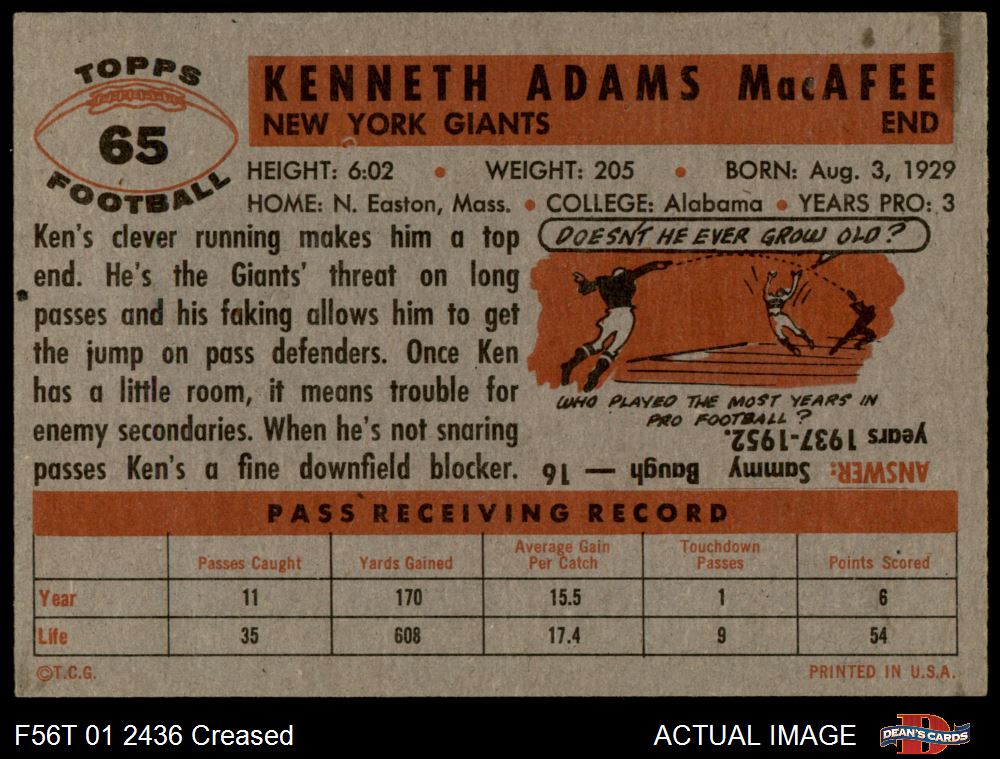 TOPPS
65
FOOTBALL
KENNETH ADAMS MacAFEE
NEW YORK GIANTS END
HEIGHT: 6:02 • WEIGHT: 205 • BORN: Aug. 3, 1929
HOME: N. Easton, Mass. • COLLEGE: Alabama • YEARS PRO: 3
Ken's clever running makes him a top
end. He's the Giants' threat on long
passes and his faking allows him to get
the jump on pass defenders. Once Ken
has a little room, it means trouble for
enemy secondaries. When he's not snaring
passes Ken's a fine downfield blocker.
DOESN'T HE EVER GROW OLD?
WHO PLAYED THE MOST YEARS IN
PRO FOOTBALL?
ANSWER: Sammy Baugh — 16
years 1937-1952.
PASS RECEIVING RECORD
Passes Caught Yards Gained Average Gain Per Catch Touchdown Passes Points Scored
Year 11 170 15.5 1 6
Life 35 608 17.4 9 54
©T.C.G. PRINTED IN U.S.A.
F56T 01 2436 Creased ACTUAL IMAGE DEAN'S CARDS